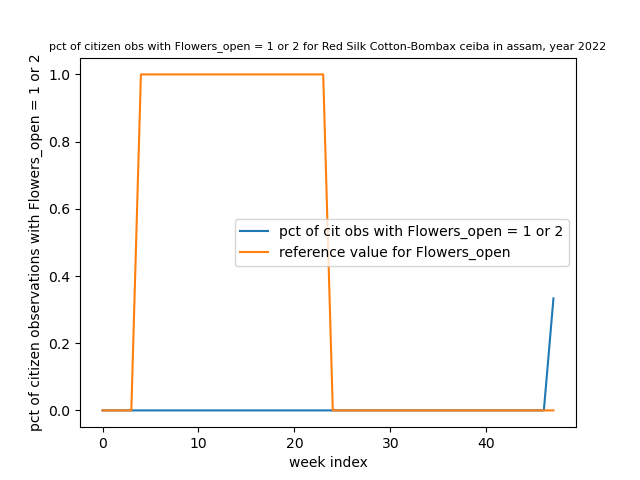 pct of citizen obs with Flowers_open = 1 or 2 for Red Silk Cotton-Bombax ceiba in assam, year 2022
pct of citizen observations with Flowers_open = 1 or 2
1.0
0.8
0.6
0.4
0.2
0.0
pct of cit obs with Flowers_open = 1 or 2
reference value for Flowers_open
0 10 20 30 40
week index